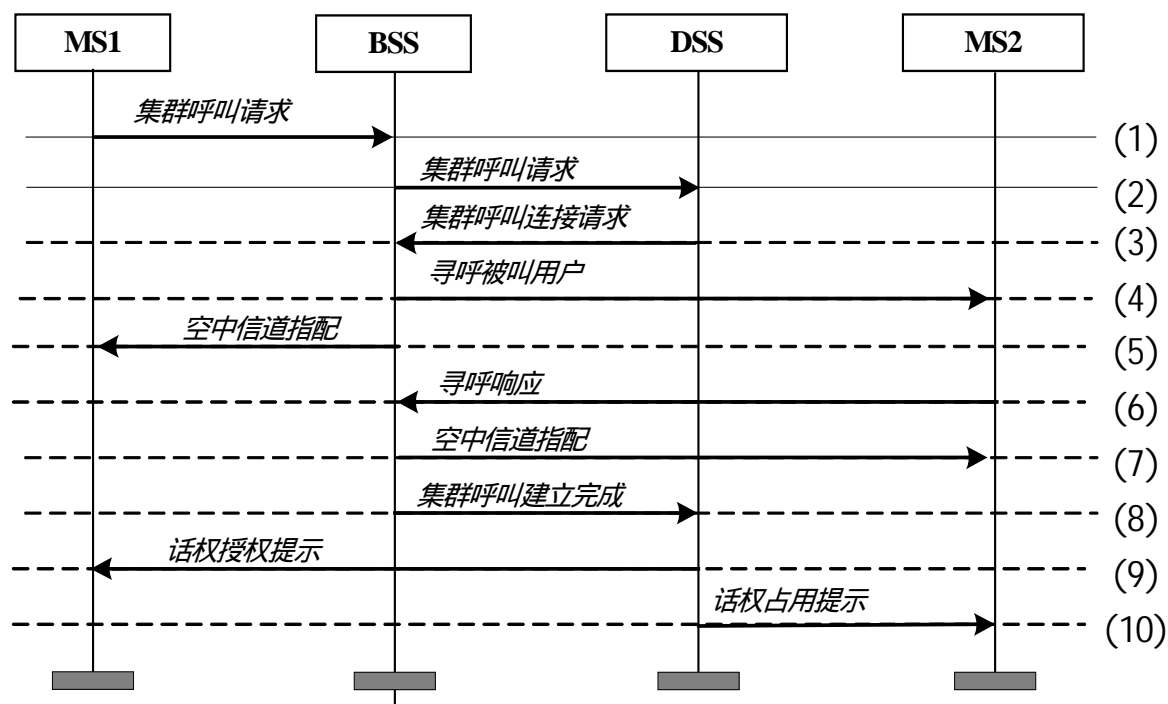 MS1 BSS DSS MS2
集群呼叫请求 (1)
集群呼叫请求 (2)
集群呼叫连接请求 (3)
寻呼被叫用户 (4)
空中信道指配 (5)
寻呼响应 (6)
空中信道指配 (7)
集群呼叫建立完成 (8)
话权授权提示 (9)
话权占用提示 (10)